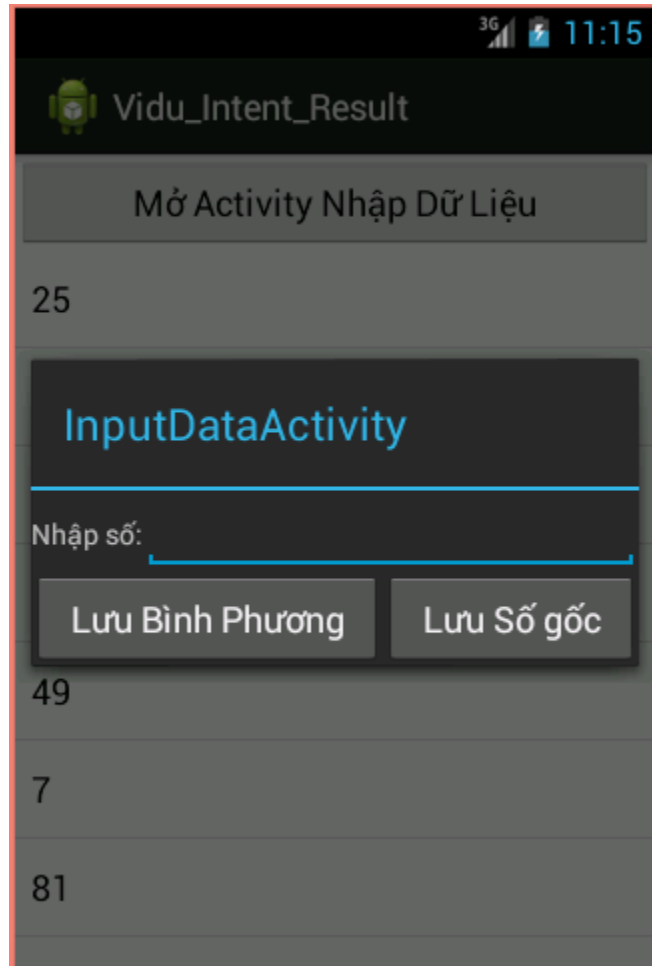 3G 11:15
Vidu_Intent_Result
Mở Activity Nhập Dữ Liệu
25
InputDataActivity
Nhập số:
Lưu Bình Phương Lưu Số gốc
49
7
81